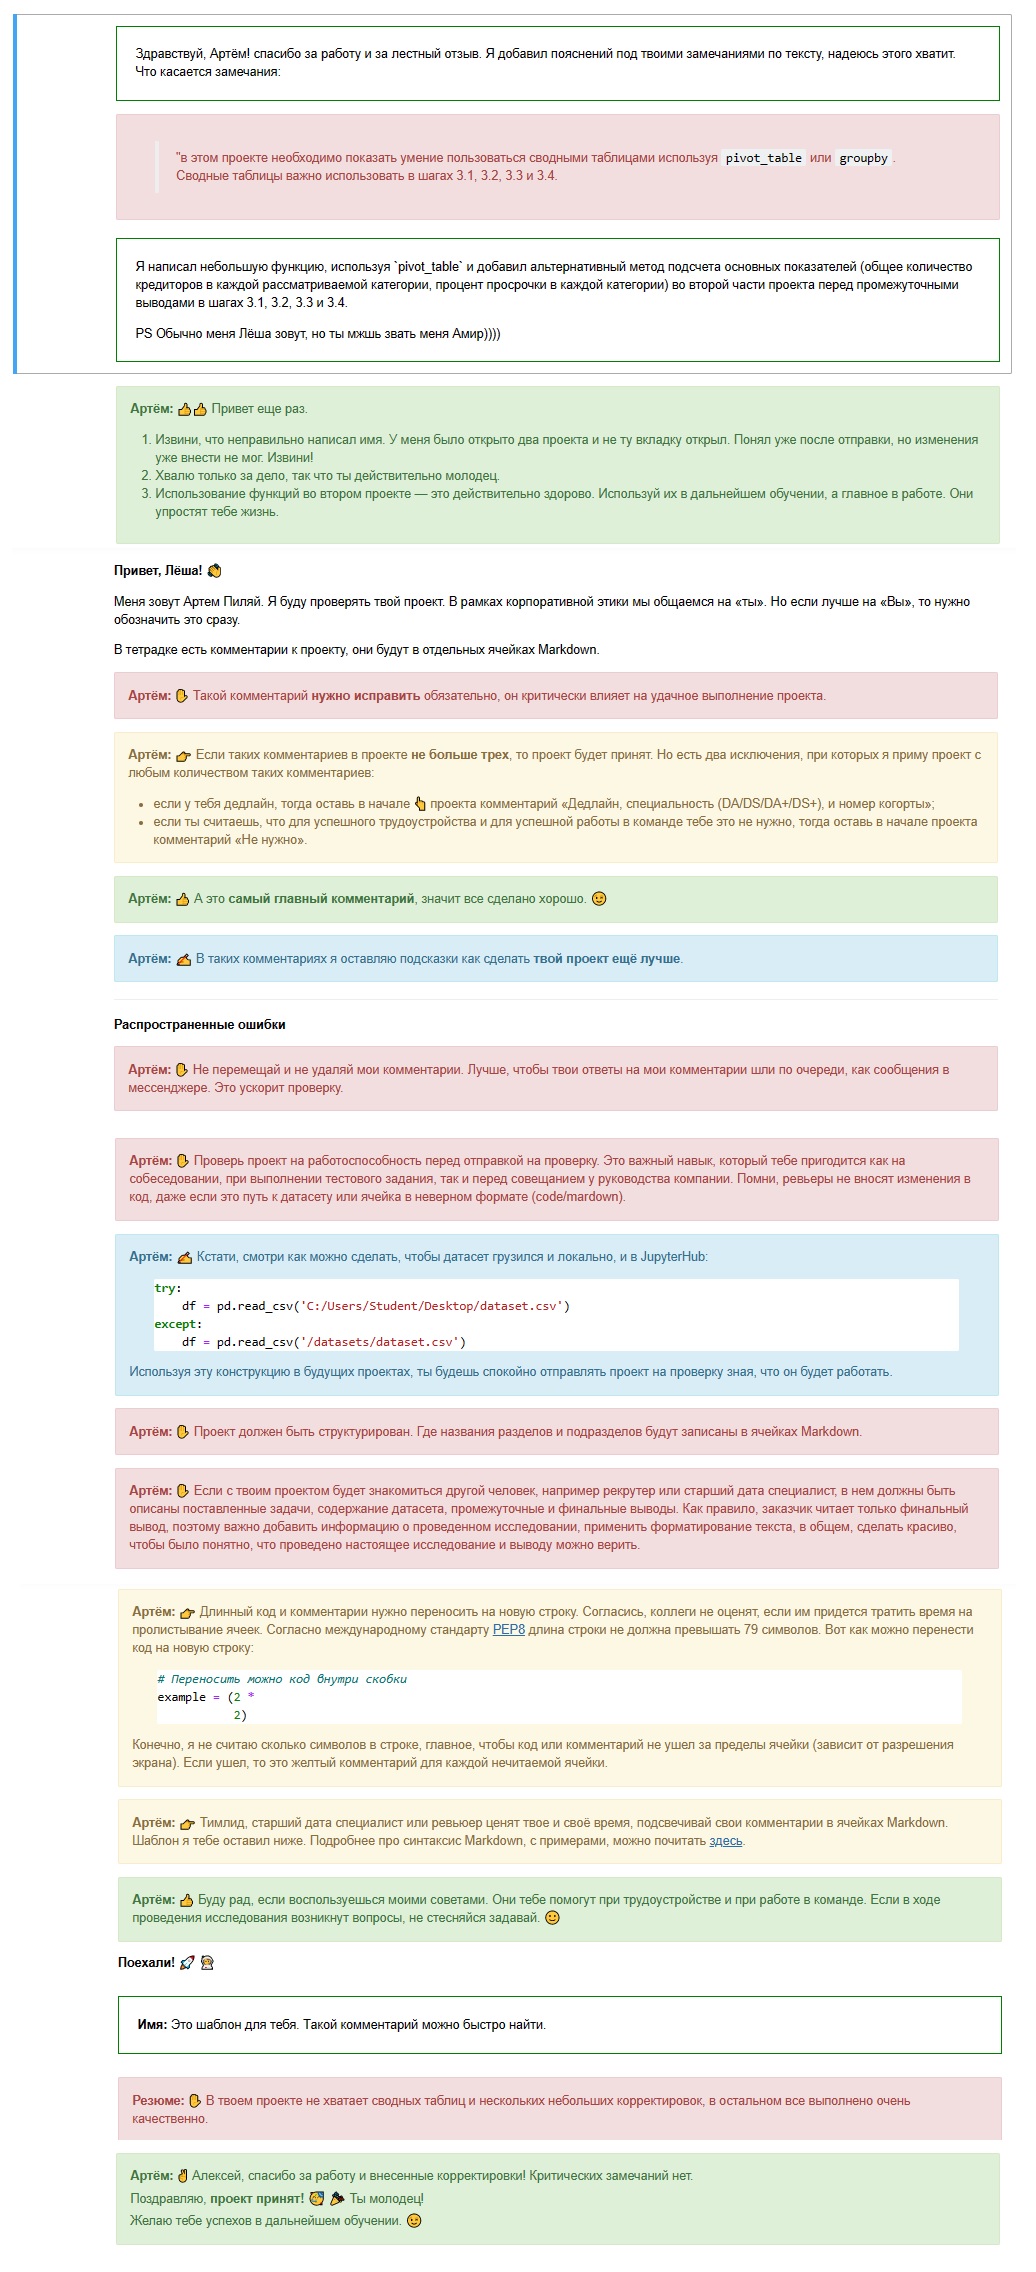 Здравствуй, Артём! спасибо за работу и за лестный отзыв. Я добавил пояснений под твоими замечаниями по тексту, надеюсь этого хватит.
Что касается замечания:
"в этом проекте необходимо показать умение пользоваться сводными таблицами используя pivot_table или groupby.
Сводные таблицы важно использовать в шагах 3.1, 3.2, 3.3 и 3.4.
Я написал небольшую функцию, используя `pivot_table` и добавил альтернативный метод подсчета основных показателей (общее количество
кредиторов в каждой рассматриваемой категории, процент просрочки в каждой категории) во второй части проекта перед промежуточными
выводами в шагах 3.1, 3.2, 3.3 и 3.4.
PS Обычно меня Лёша зовут, но ты мжшь звать меня Амир))))
Артём: 👍👍 Привет еще раз.
1. Извини, что неправильно написал имя. У меня было открыто два проекта и не ту вкладку открыл. Понял уже после отправки, но изменения
уже внести не мог. Извини!
2. Хвалю только за дело, так что ты действительно молодец.
3. Использование функций во втором проекте — это действительно здорово. Используй их в дальнейшем обучении, а главное в работе. Они
упростят тебе жизнь.
Привет, Лёша! 👋
Меня зовут Артем Пиляй. Я буду проверять твой проект. В рамках корпоративной этики мы общаемся на «ты». Но если лучше на «Вы», то нужно
обозначить это сразу.
В тетрадке есть комментарии к проекту, они будут в отдельных ячейках Markdown.
Артём: ✋ Такой комментарий нужно исправить обязательно, он критически влияет на удачное выполнение проекта.
Артём: 👉 Если таких комментариев в проекте не больше трех, то проект будет принят. Но есть два исключения, при которых я приму проект с
любым количеством таких комментариев:
• если у тебя дедлайн, тогда оставь в начале 👆 проекта комментарий «Дедлайн, специальность (DA/DS/DA+/DS+), и номер когорты»;
• если ты считаешь, что для успешного трудоустройства и для успешной работы в команде тебе это не нужно, тогда оставь в начале проекта
комментарий «Не нужно».
Артём: 👍 А это самый главный комментарий, значит все сделано хорошо. 😉
Артём: ✍ В таких комментариях я оставляю подсказки как сделать твой проект ещё лучше.
Распространенные ошибки
Артём: ✋ Не перемещай и не удаляй мои комментарии. Лучше, чтобы твои ответы на мои комментарии шли по очереди, как сообщения в
мессенджере. Это ускорит проверку.
Артём: ✋ Проверь проект на работоспособность перед отправкой на проверку. Это важный навык, который тебе пригодится как на
собеседовании, при выполнении тестового задания, так и перед совещанием у руководства компании. Помни, ревьеры не вносят изменения в
код, даже если это путь к датасету или ячейка в неверном формате (code/mardown).
Артём: ✍ Кстати, смотри как можно сделать, чтобы датасет грузился и локально, и в JupyterHub:
try:
    df = pd.read_csv('C:/Users/Student/Desktop/dataset.csv')
except:
    df = pd.read_csv('/datasets/dataset.csv')
Используя эту конструкцию в будущих проектах, ты будешь спокойно отправлять проект на проверку зная, что он будет работать.
Артём: ✋ Проект должен быть структурирован. Где названия разделов и подразделов будут записаны в ячейках Markdown.
Артём: ✋ Если с твоим проектом будет знакомиться другой человек, например рекрутер или старший дата специалист, в нем должны быть
описаны поставленные задачи, содержание датасета, промежуточные и финальные выводы. Как правило, заказчик читает только финальный
вывод, поэтому важно добавить информацию о проведенном исследовании, применить форматирование текста, в общем, сделать красиво,
чтобы было понятно, что проведено настоящее исследование и выводу можно верить.
Артём: 👉 Длинный код и комментарии нужно переносить на новую строку. Согласись, коллеги не оценят, если им придется тратить время на
пролистывание ячеек. Согласно международному стандарту PEP8 длина строки не должна превышать 79 символов. Вот как можно перенести
код на новую строку:
# Переносить можно код внутри скобки
example = (2 *
           2)
Конечно, я не считаю сколько символов в строке, главное, чтобы код или комментарий не ушел за пределы ячейки (зависит от разрешения
экрана). Если ушел, то это желтый комментарий для каждой нечитаемой ячейки.
Артём: 👉 Тимлид, старший дата специалист или ревьюер ценят твое и своё время, подсвечивай свои комментарии в ячейках Markdown.
Шаблон я тебе оставил ниже. Подробнее про синтаксис Markdown, с примерами, можно почитать здесь.
Артём: 👍 Буду рад, если воспользуешься моими советами. Они тебе помогут при трудоустройстве и при работе в команде. Если в ходе
проведения исследования возникнут вопросы, не стесняйся задавай. 🙂
Поехали! 🚀 👨‍🚀
Имя: Это шаблон для тебя. Такой комментарий можно быстро найти.
Резюме: ✋ В твоем проекте не хватает сводных таблиц и нескольких небольших корректировок, в остальном все выполнено очень
качественно.
Артём: ✌ Алексей, спасибо за работу и внесенные корректировки! Критических замечаний нет.
Поздравляю, проект принят! 🥳 🎉 Ты молодец!
Желаю тебе успехов в дальнейшем обучении. 😉